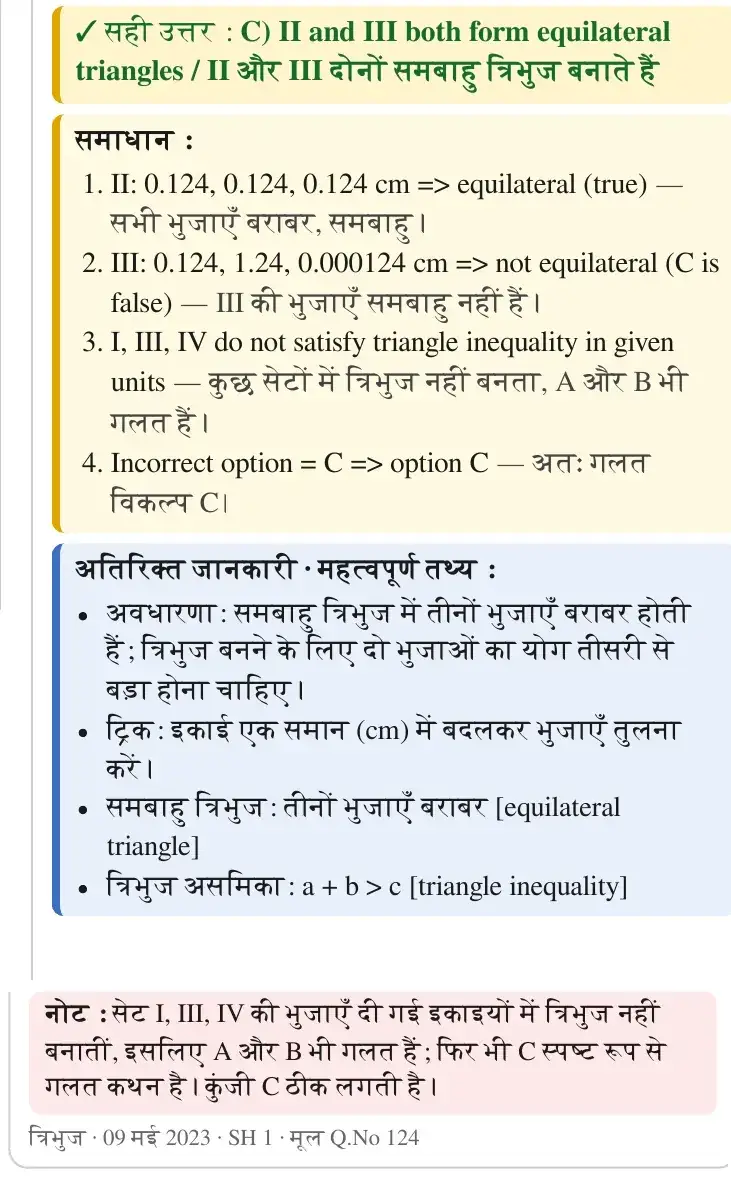 ✓ सही उत्तर : C) II and III both form equilateral
triangles / II और III दोनों समबाहु त्रिभुज बनाते हैं
समाधान :
1. II: 0.124, 0.124, 0.124 cm => equilateral (true) —
सभी भुजाएँ बराबर, समबाहु।
2. III: 0.124, 1.24, 0.000124 cm => not equilateral (C is
false) — III की भुजाएँ समबाहु नहीं हैं।
3. I, III, IV do not satisfy triangle inequality in given
units — कुछ सेटों में त्रिभुज नहीं बनता, A और B भी
गलत हैं।
4. Incorrect option = C => option C — अतः गलत
विकल्प C।
अतिरिक्त जानकारी · महत्वपूर्ण तथ्य :
• अवधारणा : समबाहु त्रिभुज में तीनों भुजाएँ बराबर होती
हैं ; त्रिभुज बनने के लिए दो भुजाओं का योग तीसरी से
बड़ा होना चाहिए।
• ट्रिक : इकाई एक समान (cm) में बदलकर भुजाएँ तुलना
करें।
• समबाहु त्रिभुज : तीनों भुजाएँ बराबर [equilateral
triangle]
• त्रिभुज असमिका : a + b > c [triangle inequality]
नोट : सेट I, III, IV की भुजाएँ दी गई इकाइयों में त्रिभुज नहीं
बनातीं, इसलिए A और B भी गलत हैं ; फिर भी C स्पष्ट रूप से
गलत कथन है। कुंजी C ठीक लगती है।
त्रिभुज · 09 मई 2023 · SH 1 · मूल Q.No 124